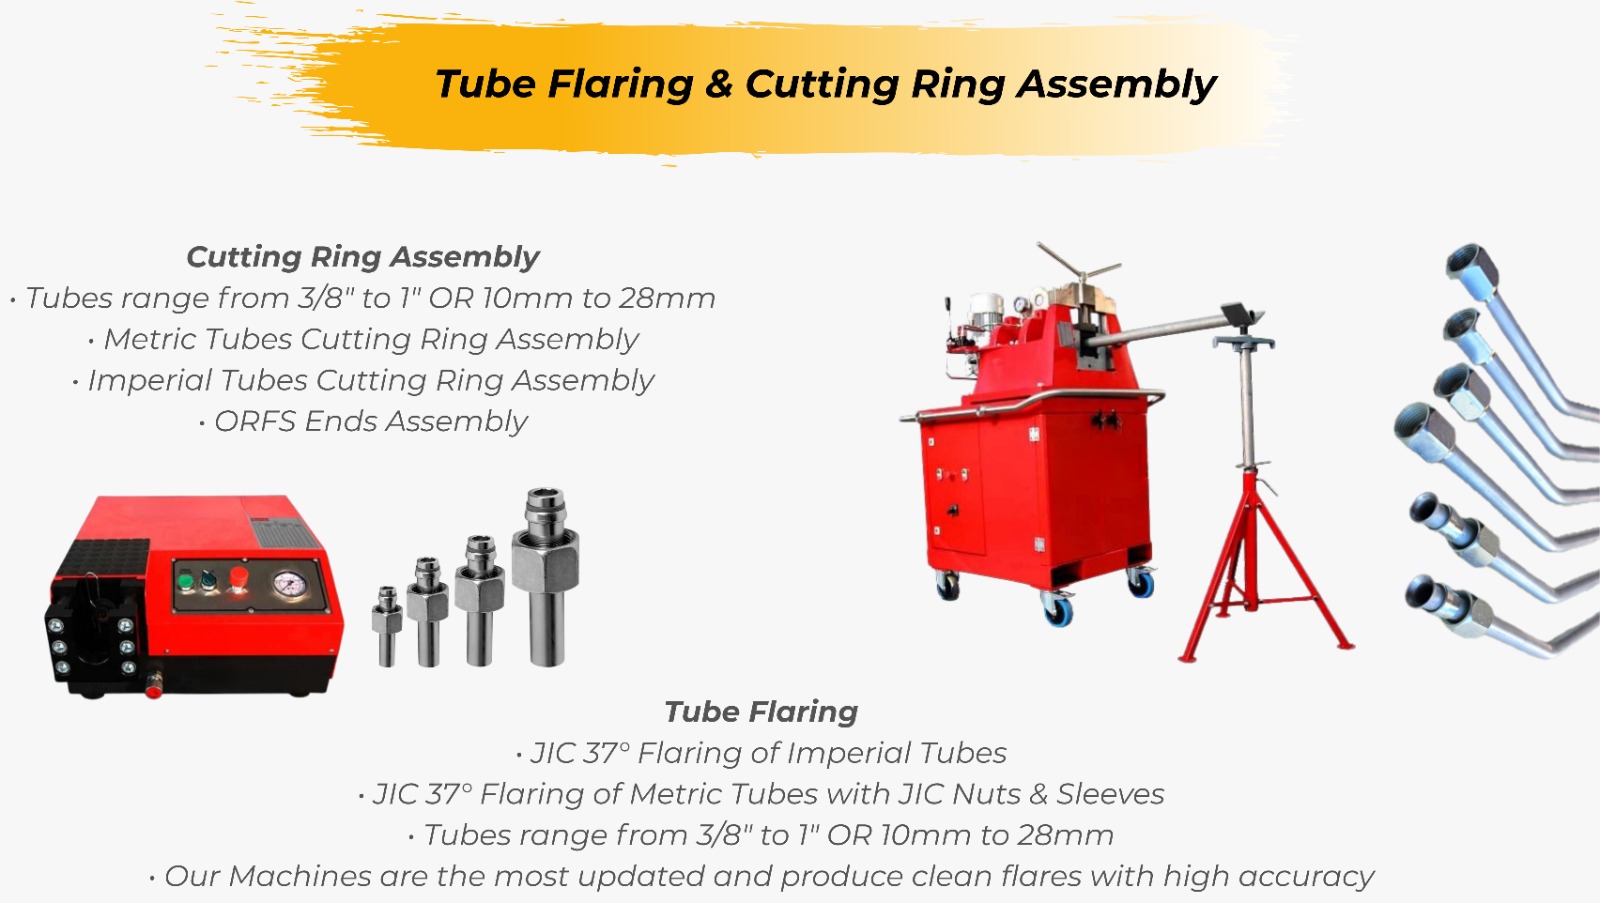 Tube Flaring & Cutting Ring Assembly
Cutting Ring Assembly
• Tubes range from 3/8" to 1" OR 10mm to 28mm
• Metric Tubes Cutting Ring Assembly
• Imperial Tubes Cutting Ring Assembly
• ORFS Ends Assembly
Tube Flaring
• JIC 37° Flaring of Imperial Tubes
• JIC 37° Flaring of Metric Tubes with JIC Nuts & Sleeves
• Tubes range from 3/8" to 1" OR 10mm to 28mm
• Our Machines are the most updated and produce clean flares with high accuracy